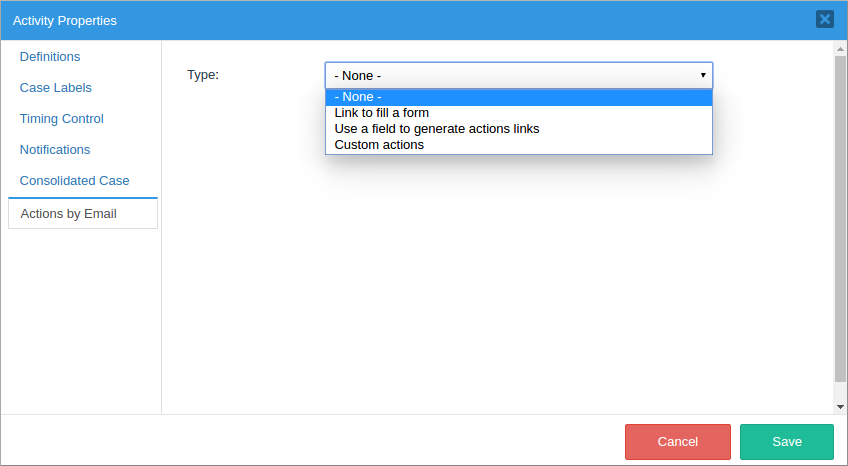 Activity Properties
Definitions
Case Labels
Timing Control
Notifications
Consolidated Case
Actions by Email
Type:
- None -
- None -
Link to fill a form
Use a field to generate actions links
Custom actions
Cancel
Save